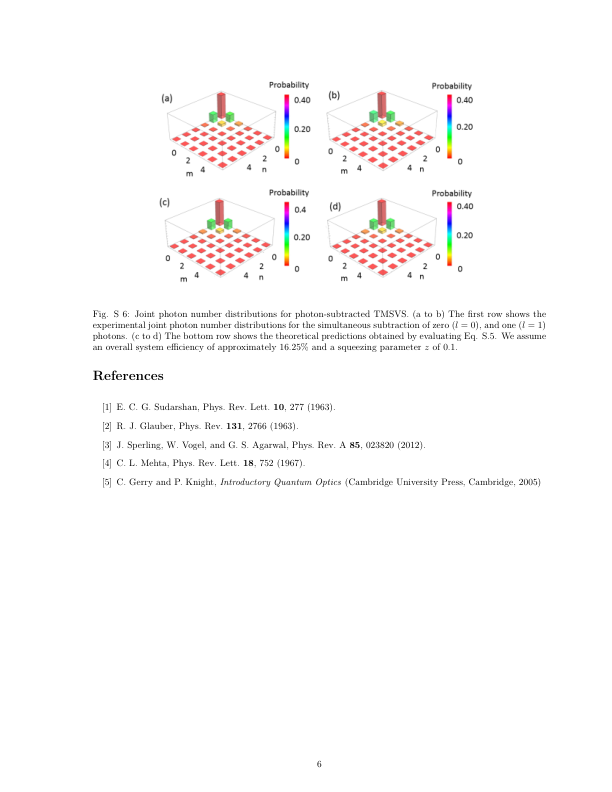 Probability
(a)
0.40
0.20
0
0
2
4
m
0
2
4
n
Probability
(b)
0.40
0.20
0
0
2
4
m
0
2
4
n
Probability
(c)
0.4
0.20
0
0
2
4
m
0
2
4
n
Probability
(d)
0.40
0.20
0
0
2
4
m
0
2
4
n
Fig. S 6: Joint photon number distributions for photon-subtracted TMSVS. (a to b) The first row shows the
experimental joint photon number distributions for the simultaneous subtraction of zero (l = 0), and one (l = 1)
photons. (c to d) The bottom row shows the theoretical predictions obtained by evaluating Eq. S.5. We assume
an overall system efficiency of approximately 16.25% and a squeezing parameter z of 0.1.
References
[1] E. C. G. Sudarshan, Phys. Rev. Lett. 10, 277 (1963).
[2] R. J. Glauber, Phys. Rev. 131, 2766 (1963).
[3] J. Sperling, W. Vogel, and G. S. Agarwal, Phys. Rev. A 85, 023820 (2012).
[4] C. L. Mehta, Phys. Rev. Lett. 18, 752 (1967).
[5] C. Gerry and P. Knight, Introductory Quantum Optics (Cambridge University Press, Cambridge, 2005)
6